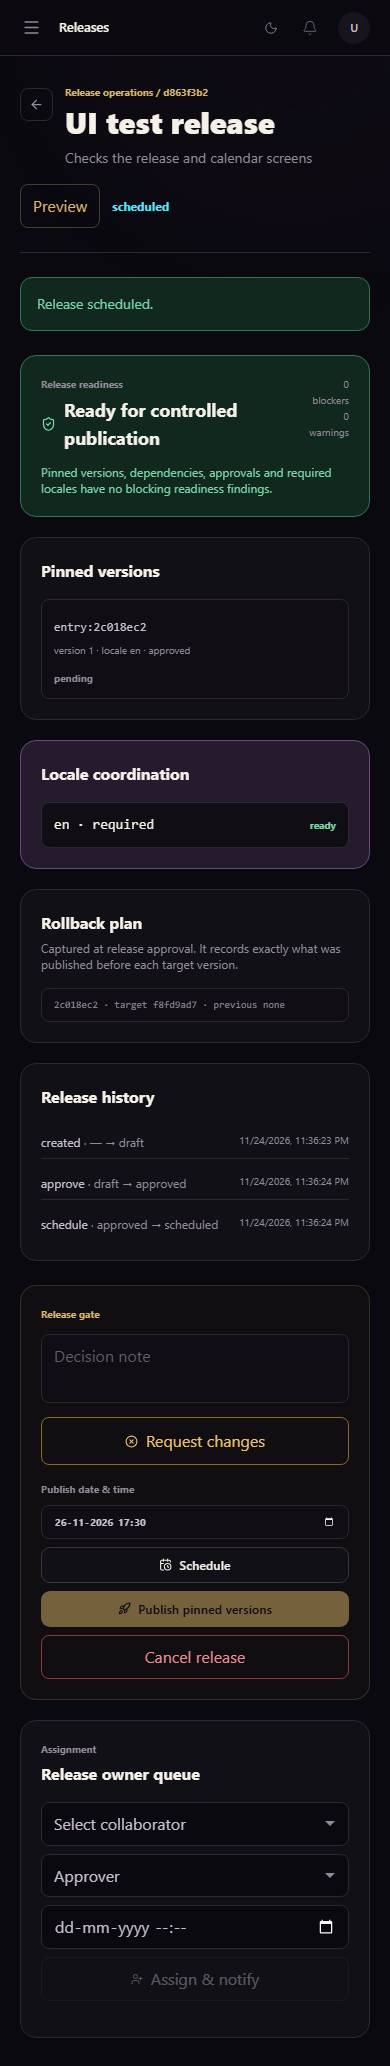 Releases
U
Release operations / d863f3b2
UI test release
Checks the release and calendar screens
Preview
scheduled
Release scheduled.
Release readiness
Ready for controlled
publication
0
blockers
0
warnings
Pinned versions, dependencies, approvals and required
locales have no blocking readiness findings.
Pinned versions
entry:2c018ec2
version 1 · locale en · approved
pending
Locale coordination
en · required
ready
Rollback plan
Captured at release approval. It records exactly what was
published before each target version.
2c018ec2 · target f8fd9ad7 · previous none
Release history
created · — → draft
11/24/2026, 11:36:23 PM
approve · draft → approved
11/24/2026, 11:36:24 PM
schedule · approved → scheduled
11/24/2026, 11:36:24 PM
Release gate
Decision note
Request changes
Publish date & time
26-11-2026 17:30
Schedule
Publish pinned versions
Cancel release
Assignment
Release owner queue
Select collaborator
Approver
dd-mm-yyyy --:--
Assign & notify